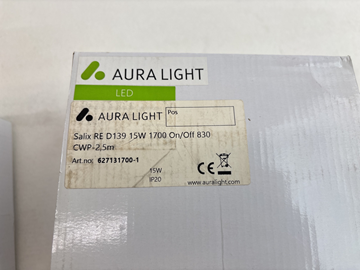 AURA LIGHT
LED
AURA LIGHT
Pos
Salix RE D139 15W 1700 On/Off 830
CWP-2,5m
Art.no: 627131700-1
15W
IP20
CE
www.auralight.com